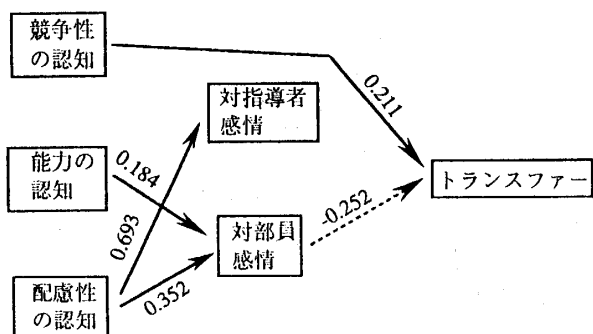 競争性
の認知
0.211
対指導者
感情
能力の
認知
0.184
トランスファー
-0.252
0.693
対部員
感情
配慮性
の認知
0.352